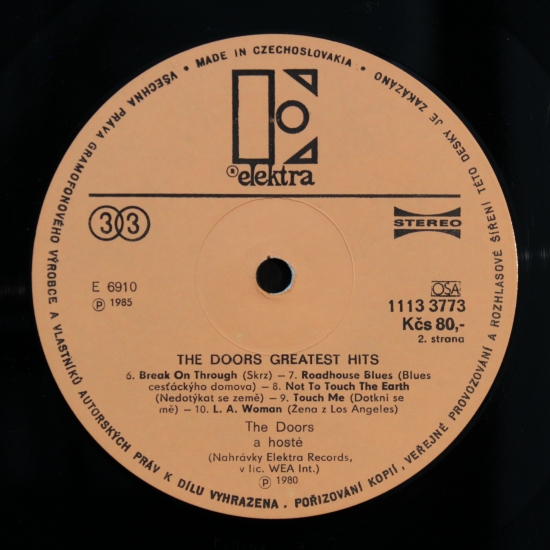 VŠECHNA PRÁVA GRAMOFONOVÉHO VÝROBCE A VLASTNÍKŮ AUTORSKÝCH PRÁV K DÍLU VYHRAZENA . POŘIZOVÁNÍ KOPIÍ, VEŘEJNÉ PROVOZOVÁNÍ A ROZHLASOVÉ ŠÍŘENÍ TÉTO DESKY JE ZAKÁZÁNO
• MADE IN CZECHOSLOVAKIA •
® elektra
33
STEREO
E 6910
Ⓟ 1985
OSA
1113 3773
Kčs 80,-
2. strana
THE DOORS GREATEST HITS
6. Break On Through (Skrz) – 7. Roadhouse Blues (Blues
cesťáckýho domova) – 8. Not To Touch The Earth
(Nedotýkat se země) – 9. Touch Me (Dotkni se
mě) – 10. L. A. Woman (Zena z Los Angeles)
The Doors
a hosté
(Nahrávky Elektra Records,
v lic. WEA Int.)
Ⓟ 1980